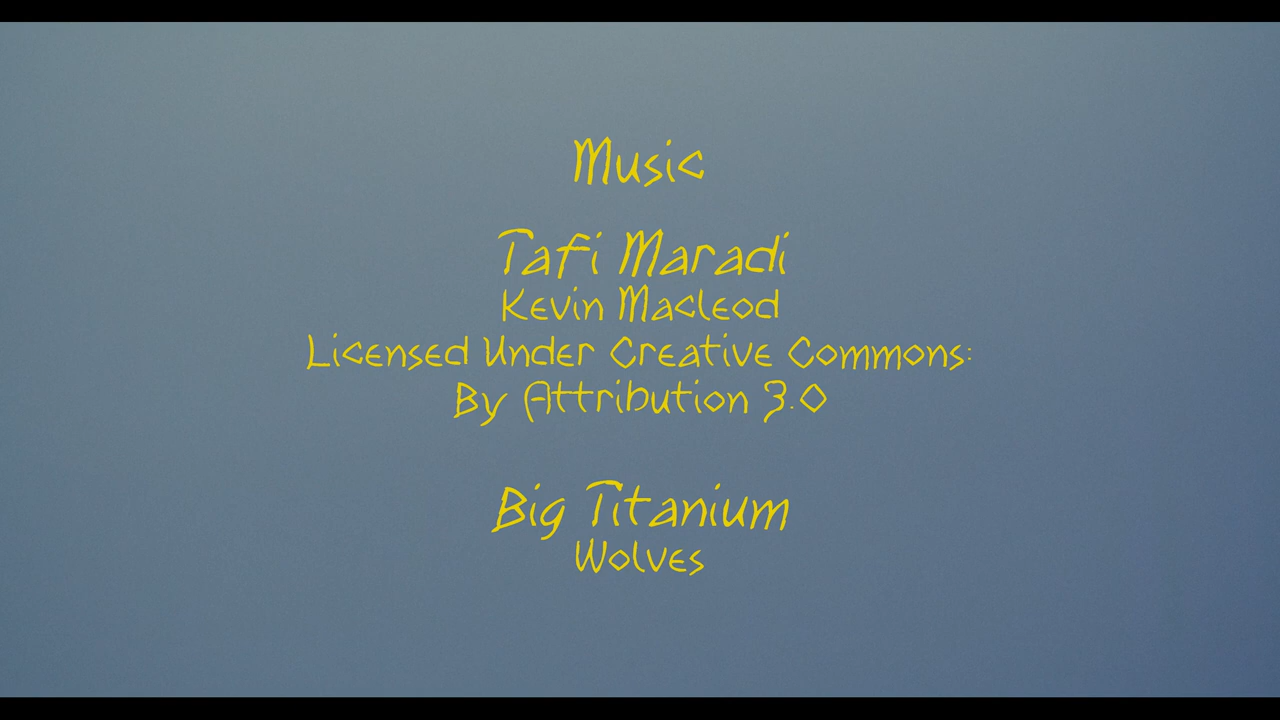 Music
Tafi Maradi
Kevin Macleod
Licensed Under Creative Commons:
By Attribution 3.0
Big Titanium
Wolves